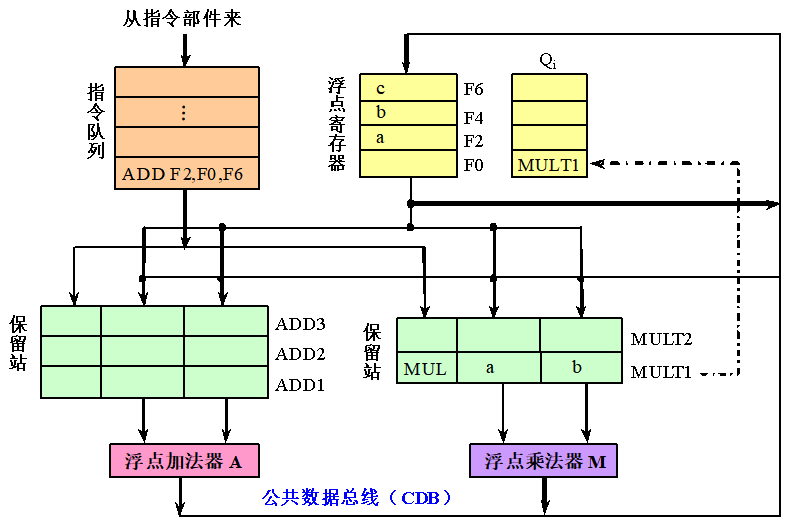 从指令部件来
指令队列
⋮
ADD F2,F0,F6
浮点寄存器
c
F6
b
F4
a
F2
F0
Qi
MULT1
保留站
ADD3
ADD2
ADD1
保留站
MULT2
MUL a b
MULT1
浮点加法器 A
浮点乘法器 M
公共数据总线（CDB）